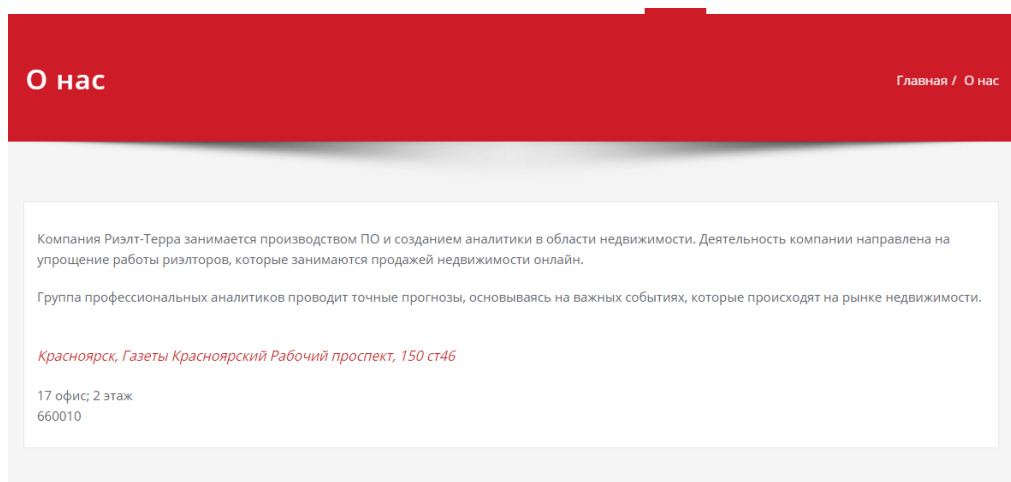 О нас
Главная / О нас
Компания Риэлт-Терра занимается производством ПО и созданием аналитики в области недвижимости. Деятельность компании направлена на
упрощение работы риэлторов, которые занимаются продажей недвижимости онлайн.
Группа профессиональных аналитиков проводит точные прогнозы, основываясь на важных событиях, которые происходят на рынке недвижимости.
Красноярск, Газеты Красноярский Рабочий проспект, 150 ст46
17 офис; 2 этаж
660010